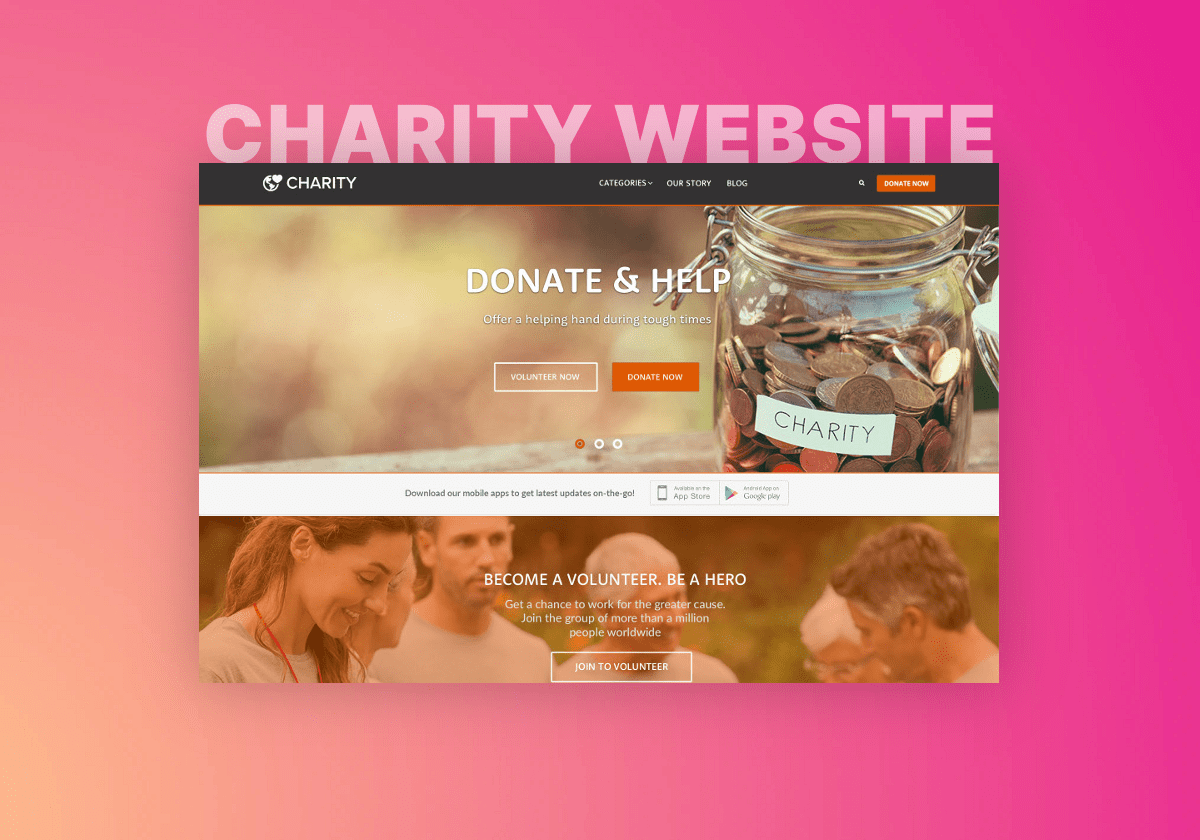 CHARITY WEBSITE
CHARITY
CATEGORIES
OUR STORY
BLOG
DONATE NOW
DONATE & HELP
Offer a helping hand during tough times
VOLUNTEER NOW
DONATE NOW
CHARITY
Download our mobile apps to get latest updates on-the-go!
Available on the
App Store
Android App on
Google play
BECOME A VOLUNTEER. BE A HERO
Get a chance to work for the greater cause.
Join the group of more than a million
people worldwide
JOIN TO VOLUNTEER